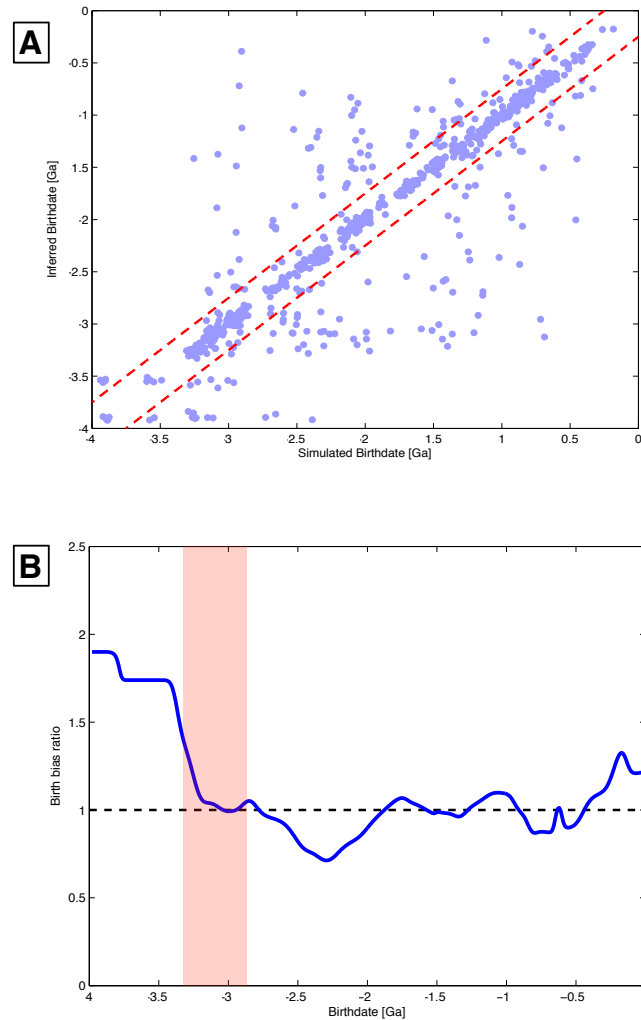 A
0
-0.5
-1
-1.5
-2
-2.5
-3
-3.5
-4
Inferred Birthdate [Ga]
-4 -3.5 -3 -2.5 -2 -1.5 -1 0.5 0
Simulated Birthdate [Ga]
B
2.5
2
1.5
1
0.5
0
Birth bias ratio
4 -3.5 -3 -2.5 -2 -1.5 -1 -0.5
Birthdate [Ga]